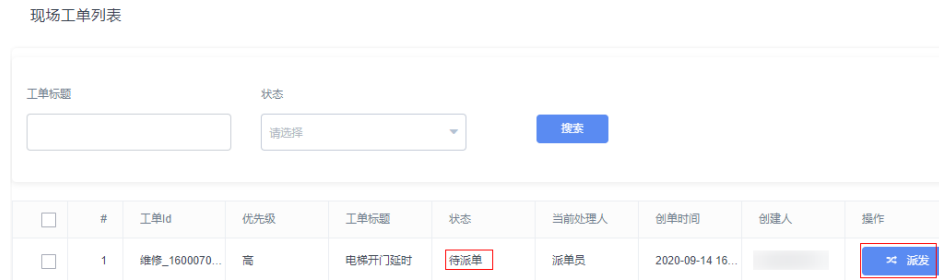 现场工单列表
工单标题 状态
请选择 搜索
# 工单Id 优先级 工单标题 状态 当前处理人 创单时间 创建人 操作
1 维修_1600070... 高 电梯开门延时 待派单 派单员 2020-09-14 16... 派发